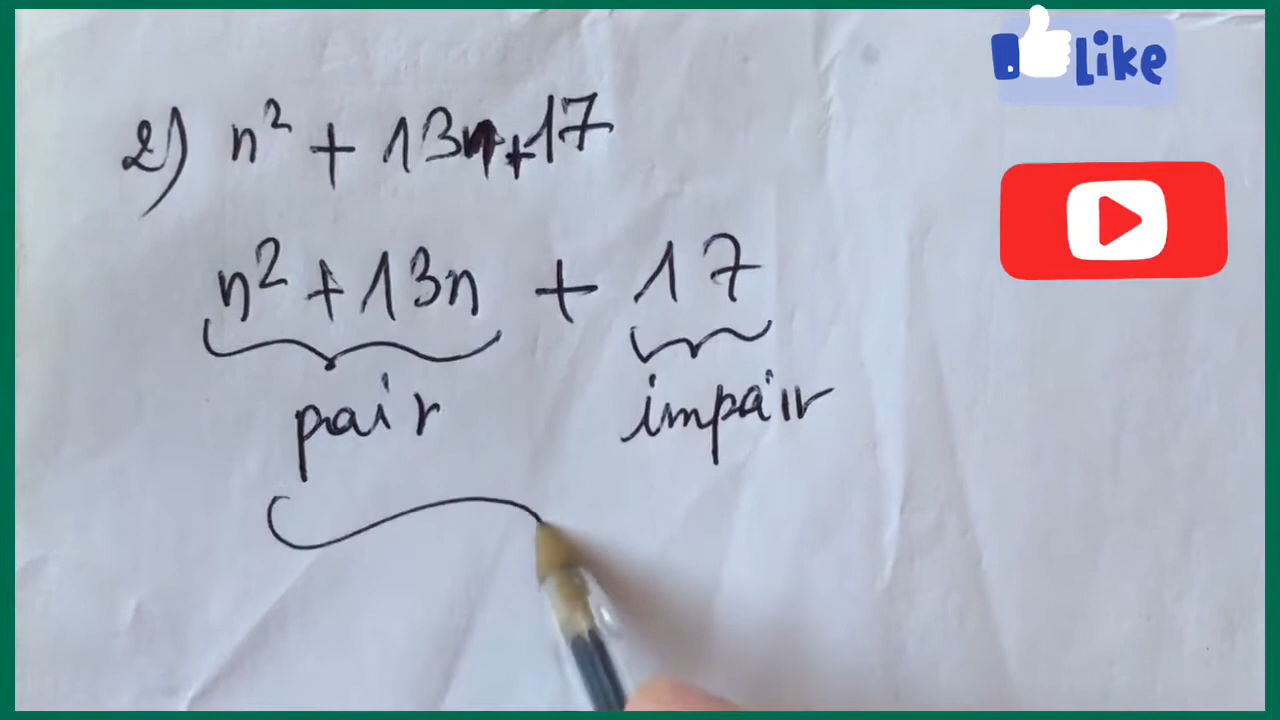 Like
2) n² + 13n + 17
n² + 13n + 17
pair impair